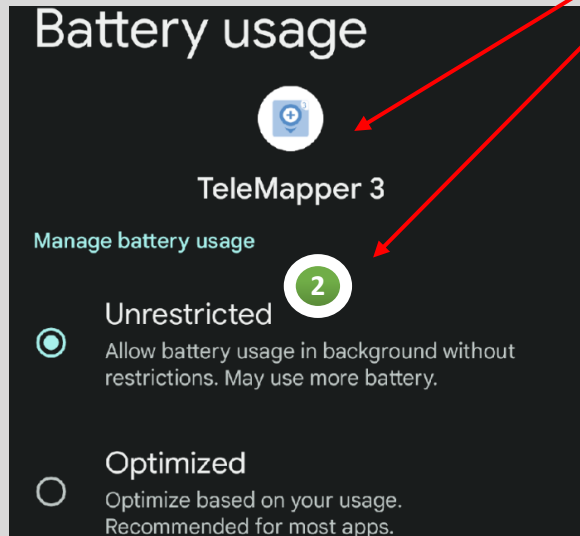 Battery usage
TeleMapper 3
Manage battery usage
2
Unrestricted
Allow battery usage in background without
restrictions. May use more battery.
Optimized
Optimize based on your usage.
Recommended for most apps.